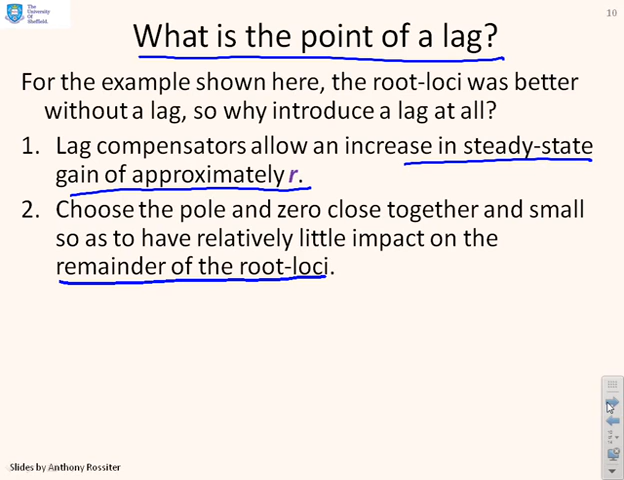 The
University
Of
Sheffield.
10
What is the point of a lag?
For the example shown here, the root-loci was better
without a lag, so why introduce a lag at all?
1. Lag compensators allow an increase in steady-state
gain of approximately r.
2. Choose the pole and zero close together and small
so as to have relatively little impact on the
remainder of the root-loci.
Slides by Anthony Rossiter